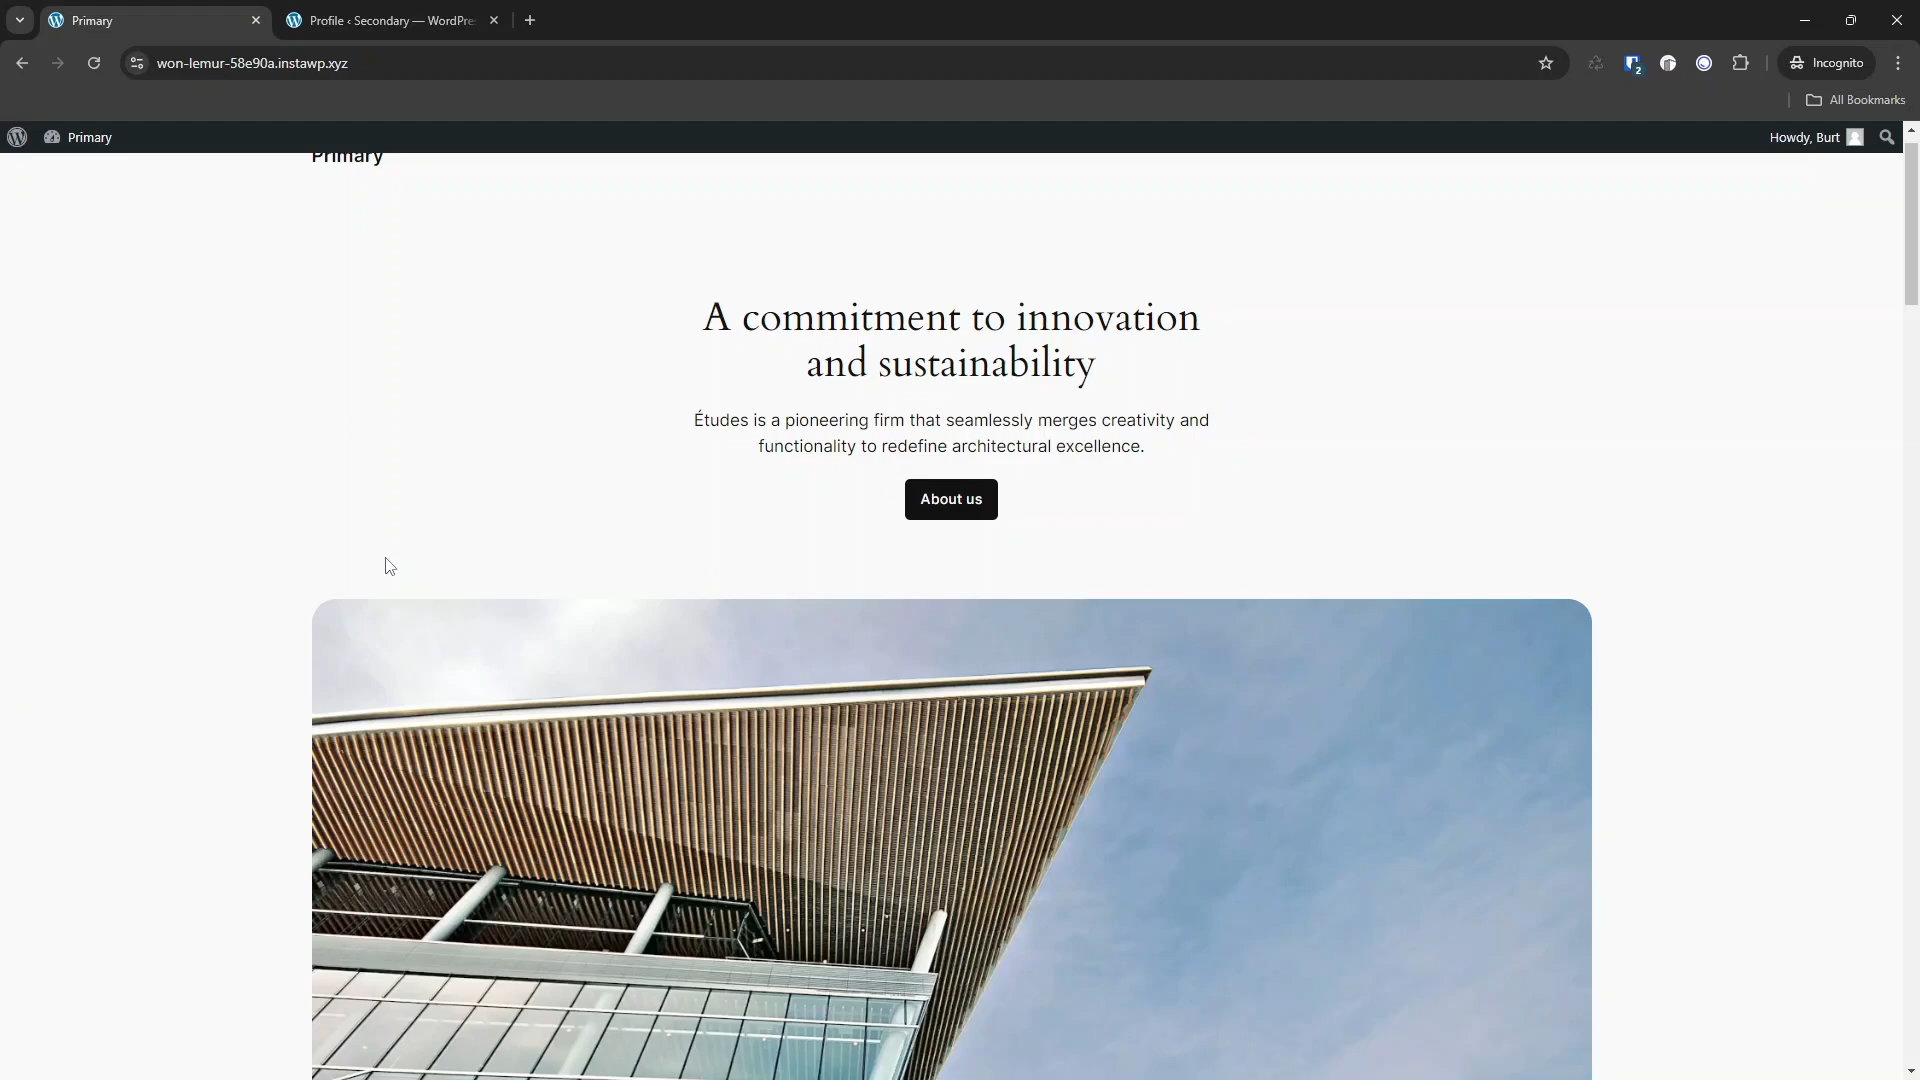 Primary
Profile ‹ Secondary — WordPre
won-lemur-58e90a.instawp.xyz
2
Incognito
All Bookmarks
Primary
Howdy, Burt
Primary
A commitment to innovation
and sustainability
Études is a pioneering firm that seamlessly merges creativity and
functionality to redefine architectural excellence.
About us